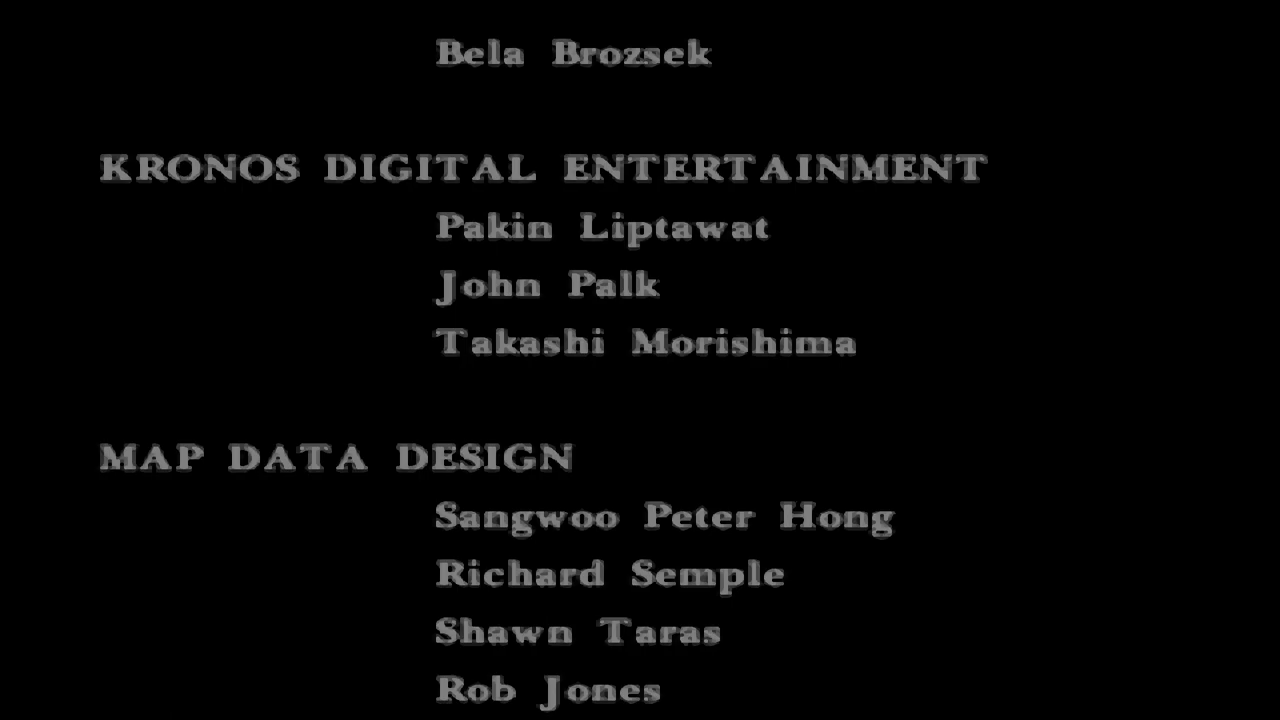 Bela Brozsek
KRONOS DIGITAL ENTERTAINMENT
Pakin Liptawat
John Palk
Takashi Morishima
MAP DATA DESIGN
Sangwoo Peter Hong
Richard Semple
Shawn Taras
Rob Jones